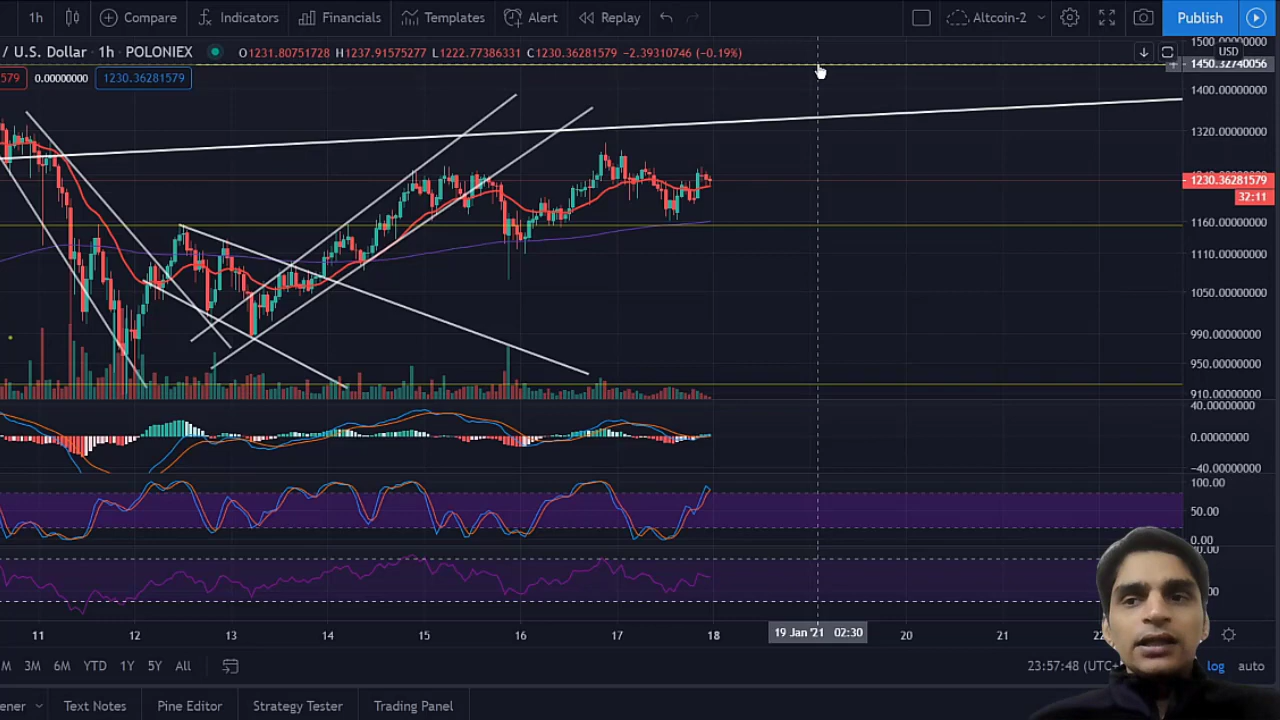 1h Compare Indicators Financials Templates Alert Replay Altcoin-2 Publish
/ U.S. Dollar 1h POLONIEX O1231.80751728 H1237.91575277 L1222.77386331 C1230.36281579 −2.39310746 (−0.19%)
USD
579 0.00000000 1230.36281579
1450.32740056
1400.00000000
1320.00000000
1230.36281579
32:11
1160.00000000
1110.00000000
1050.00000000
990.00000000
950.00000000
910.00000000
40.00000000
0.00000000
−40.00000000
100.00
50.00
0.00
11 12 13 14 15 16 17 18 19 Jan '21 02:30 20 21
M 3M 6M YTD 1Y 5Y All 23:57:48 (UTC+ log auto
ener Text Notes Pine Editor Strategy Tester Trading Panel